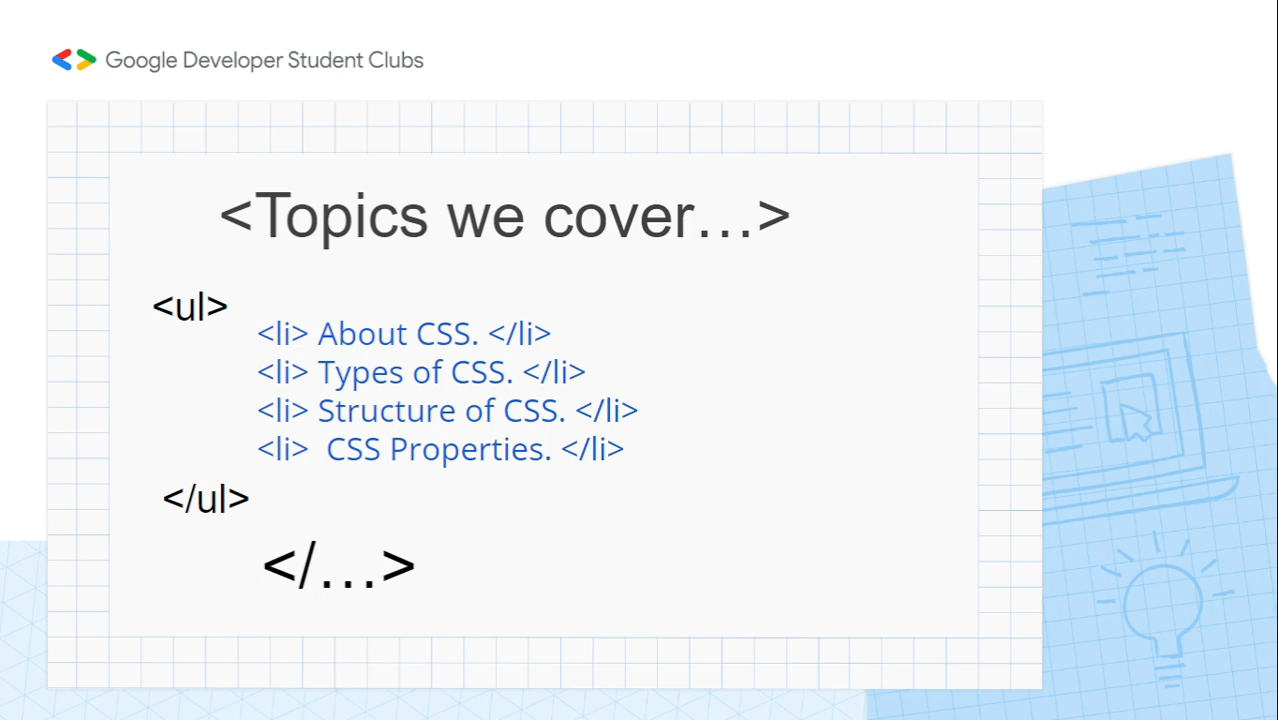 Google Developer Student Clubs
<Topics we cover…>
<ul>
<li> About CSS. </li>
<li> Types of CSS. </li>
<li> Structure of CSS. </li>
<li>  CSS Properties. </li>
</ul>
</…>